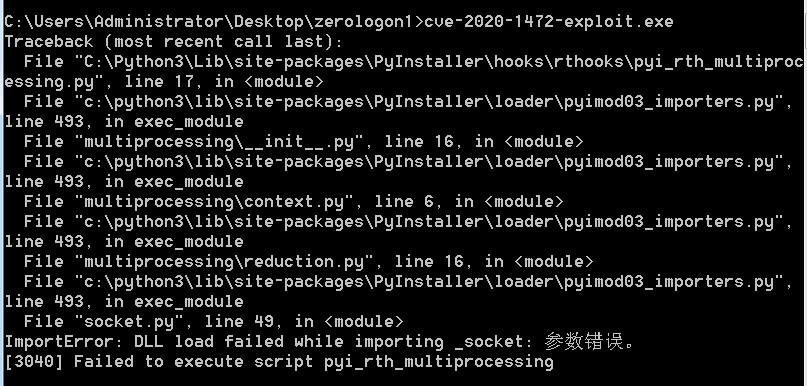 C:\Users\Administrator\Desktop\zerologon1>cve-2020-1472-exploit.exe
Traceback (most recent call last):
  File "C:\Python3\Lib\site-packages\PyInstaller\hooks\rthooks\pyi_rth_multiproc
essing.py", line 17, in <module>
  File "c:\python3\lib\site-packages\PyInstaller\loader\pyimod03_importers.py",
line 493, in exec_module
  File "multiprocessing\__init__.py", line 16, in <module>
  File "c:\python3\lib\site-packages\PyInstaller\loader\pyimod03_importers.py",
line 493, in exec_module
  File "multiprocessing\context.py", line 6, in <module>
  File "c:\python3\lib\site-packages\PyInstaller\loader\pyimod03_importers.py",
line 493, in exec_module
  File "multiprocessing\reduction.py", line 16, in <module>
  File "c:\python3\lib\site-packages\PyInstaller\loader\pyimod03_importers.py",
line 493, in exec_module
  File "socket.py", line 49, in <module>
ImportError: DLL load failed while importing _socket: 参数错误。
[3040] Failed to execute script pyi_rth_multiprocessing